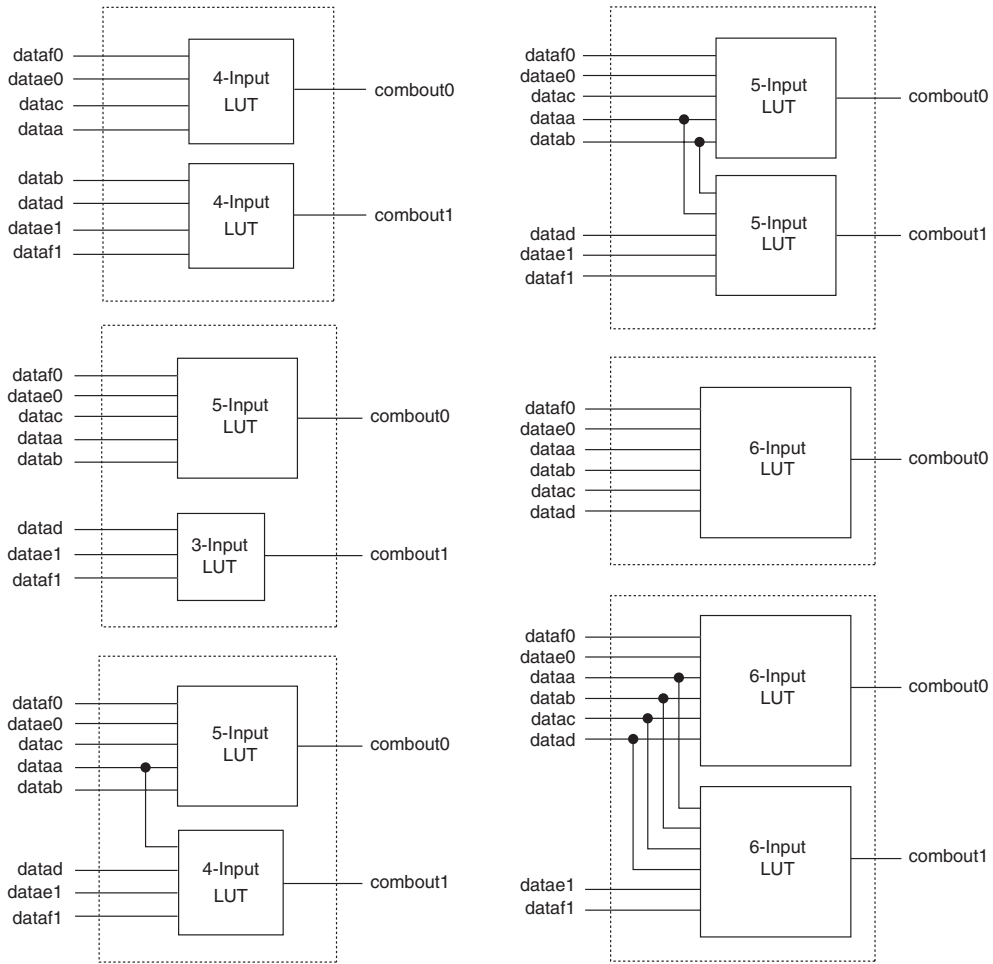 dataf0
datae0
datac
dataa
4-Input
LUT
combout0
datab
datad
datae1
dataf1
4-Input
LUT
combout1
dataf0
datae0
datac
dataa
datab
5-Input
LUT
combout0
datad
datae1
dataf1
3-Input
LUT
combout1
dataf0
datae0
datac
dataa
datab
5-Input
LUT
combout0
datad
datae1
dataf1
4-Input
LUT
combout1
dataf0
datae0
datac
dataa
datab
5-Input
LUT
combout0
datad
datae1
dataf1
5-Input
LUT
combout1
dataf0
datae0
dataa
datab
datac
datad
6-Input
LUT
combout0
dataf0
datae0
dataa
datab
datac
datad
6-Input
LUT
combout0
datae1
dataf1
6-Input
LUT
combout1